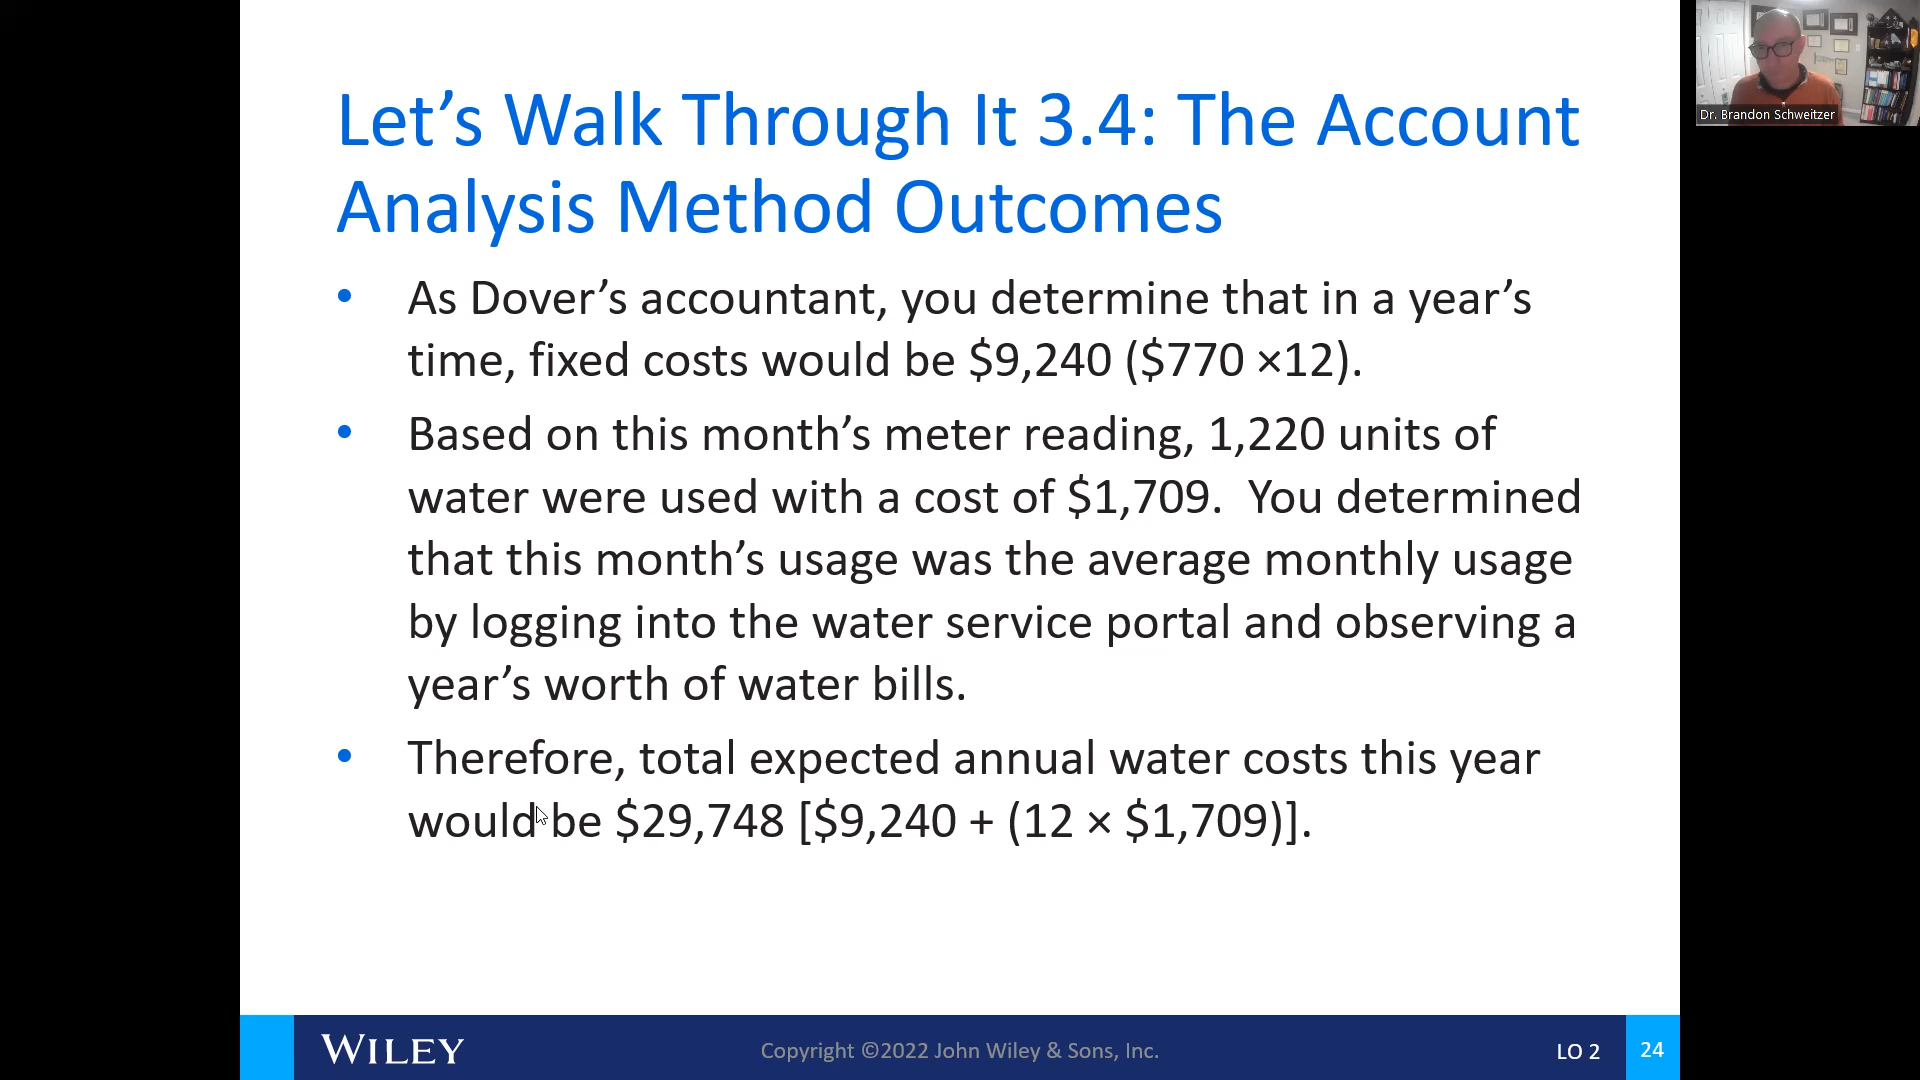 Let’s Walk Through It 3.4: The Account
Analysis Method Outcomes
• As Dover’s accountant, you determine that in a year’s
time, fixed costs would be $9,240 ($770 ×12).
• Based on this month’s meter reading, 1,220 units of
water were used with a cost of $1,709.  You determined
that this month’s usage was the average monthly usage
by logging into the water service portal and observing a
year’s worth of water bills.
• Therefore, total expected annual water costs this year
would be $29,748 [$9,240 + (12 × $1,709)].
WILEY
Copyright ©2022 John Wiley & Sons, Inc.
LO 2
24
Dr. Brandon Schweitzer